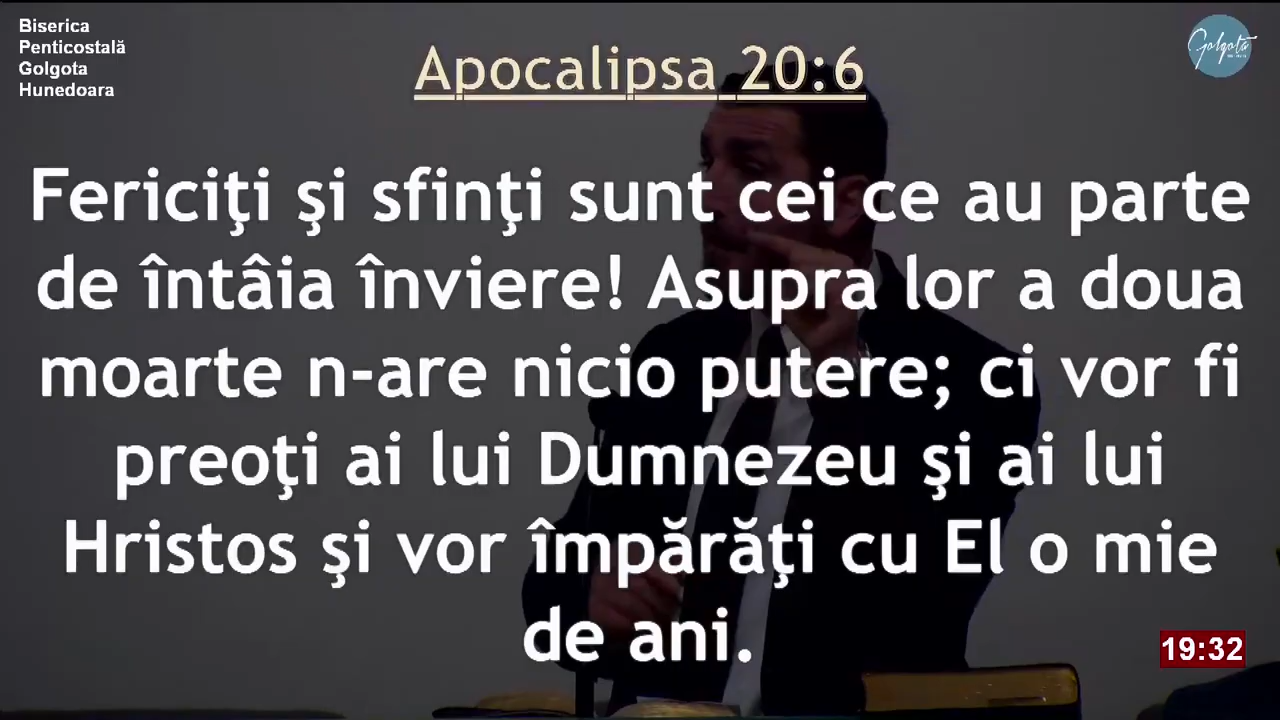 Biserica
Penticostală
Golgota
Hunedoara
Golgota
Apocalipsa 20:6
Fericiţi şi sfinţi sunt cei ce au parte
de întâia înviere! Asupra lor a doua
moarte n-are nicio putere; ci vor fi
preoţi ai lui Dumnezeu şi ai lui
Hristos şi vor împărăţi cu El o mie
de ani.
19:32